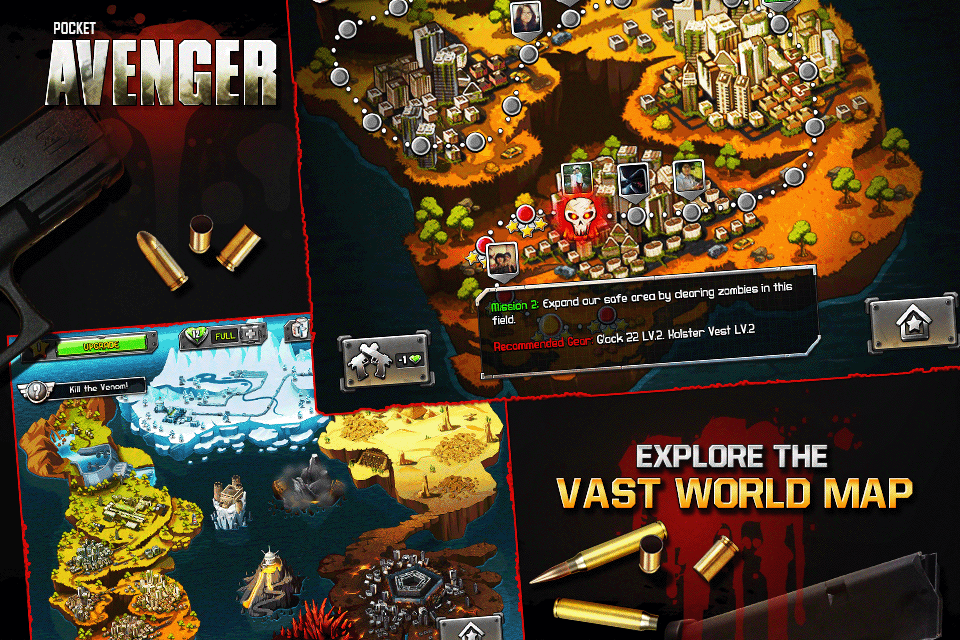 POCKET
AVENGER
Mission 2: Expand our safe area by clearing zombies in this
field.
Recommended Gear: Glock 22 LV.2. Holster Vest LV.2
-1
UPGRADE
FULL
Kill the Venom!
EXPLORE THE
VAST WORLD MAP